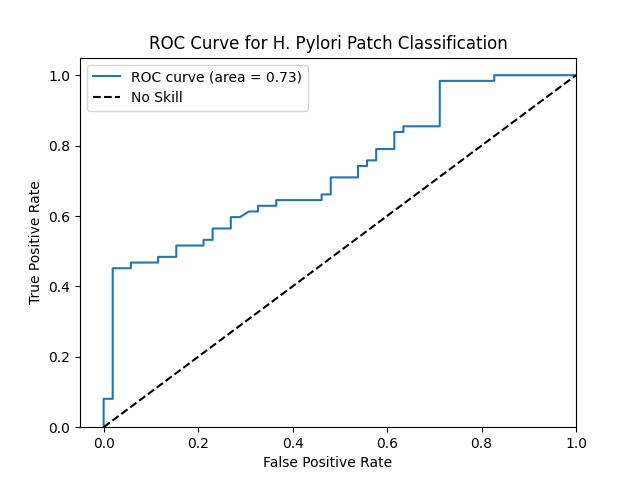 ROC Curve for H. Pylori Patch Classification
ROC curve (area = 0.73)
No Skill
True Positive Rate
1.0
0.8
0.6
0.4
0.2
0.0
0.0 0.2 0.4 0.6 0.8 1.0
False Positive Rate